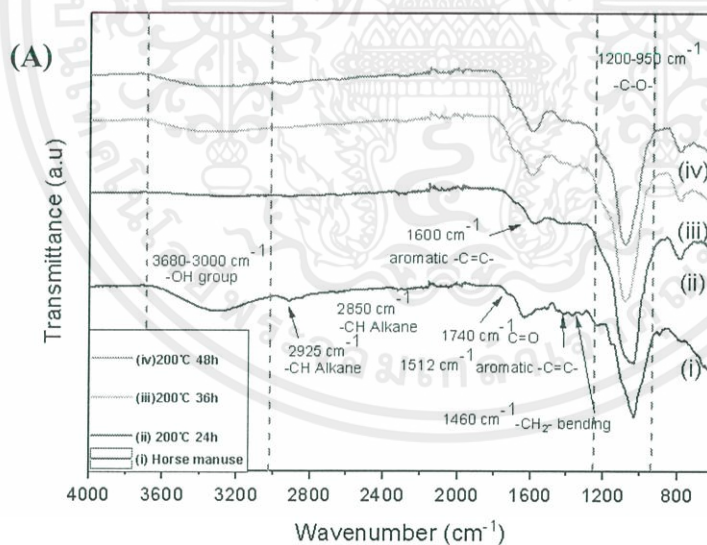 (A)
1200-950 cm⁻¹
-C-O-
(iv)
(iii)
(ii)
(i)
1600 cm⁻¹
aromatic -C=C-
3680-3000 cm⁻¹
-OH group
2850 cm⁻¹
-CH Alkane
2925 cm⁻¹
-CH Alkane
1740 cm⁻¹ C=O
1512 cm⁻¹ aromatic -C=C-
1460 cm⁻¹ -CH₂- bending
(iv)200℃ 48h
(iii)200℃ 36h
(ii) 200℃ 24h
(i) Horse manuse
Transmittance (a.u)
4000 3600 3200 2800 2400 2000 1600 1200 800
Wavenumber (cm⁻¹)